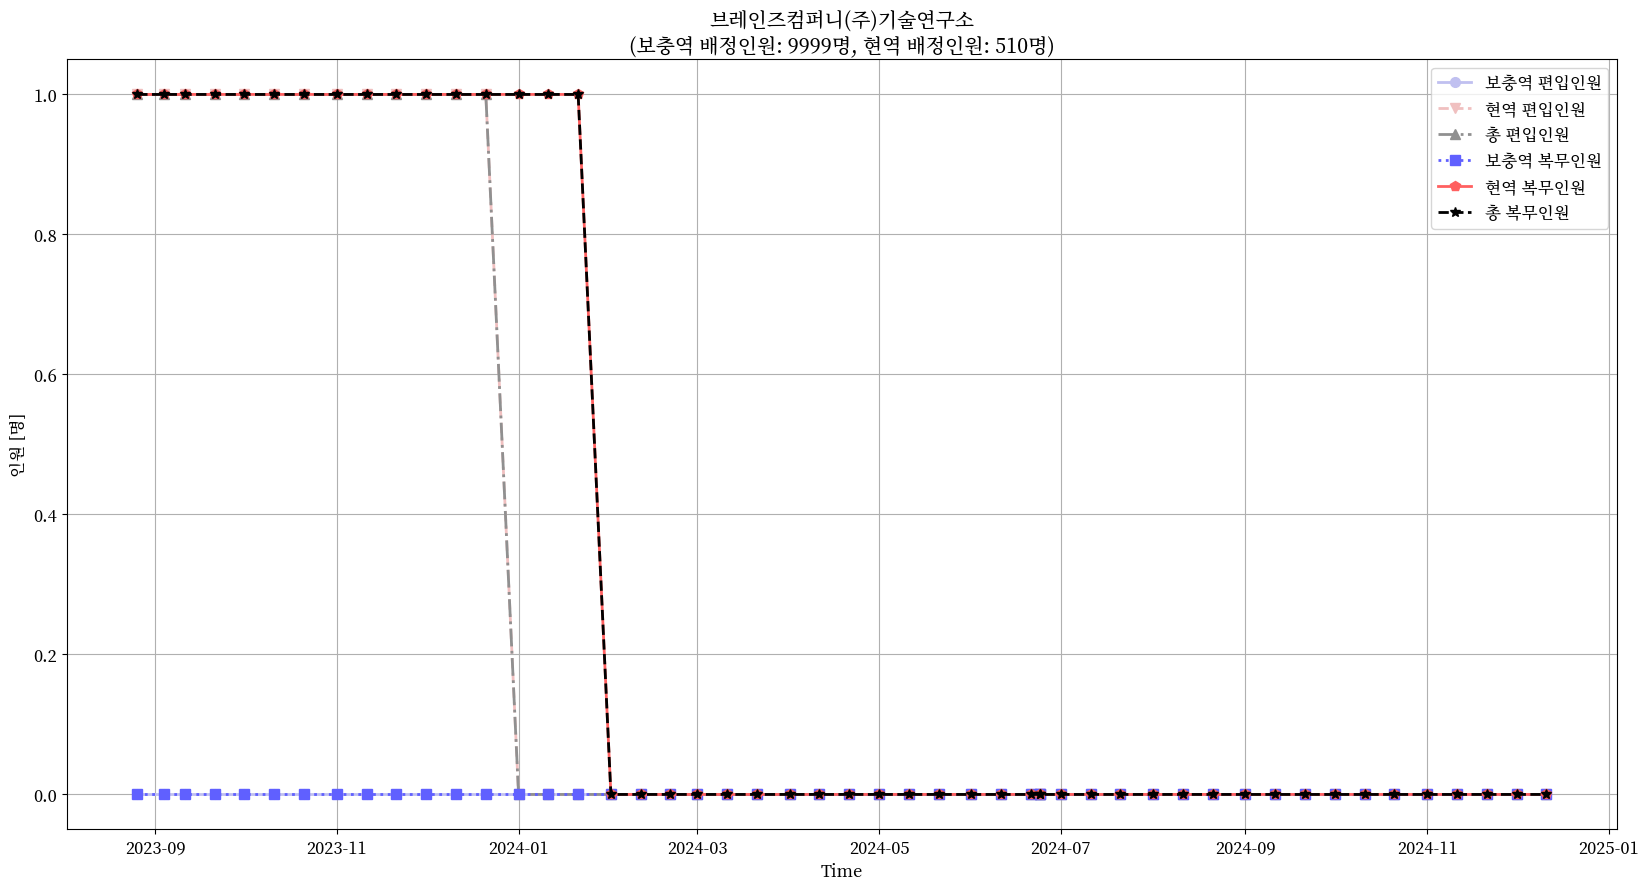 브레인즈컴퍼니(주)기술연구소
(보충역 배정인원: 9999명, 현역 배정인원: 510명)
보충역 편입인원
현역 편입인원
총 편입인원
보충역 복무인원
현역 복무인원
총 복무인원
1.0
0.8
0.6
0.4
0.2
0.0
인원 [명]
2023-09 2023-11 2024-01 2024-03 2024-05 2024-07 2024-09 2024-11 2025-01
Time